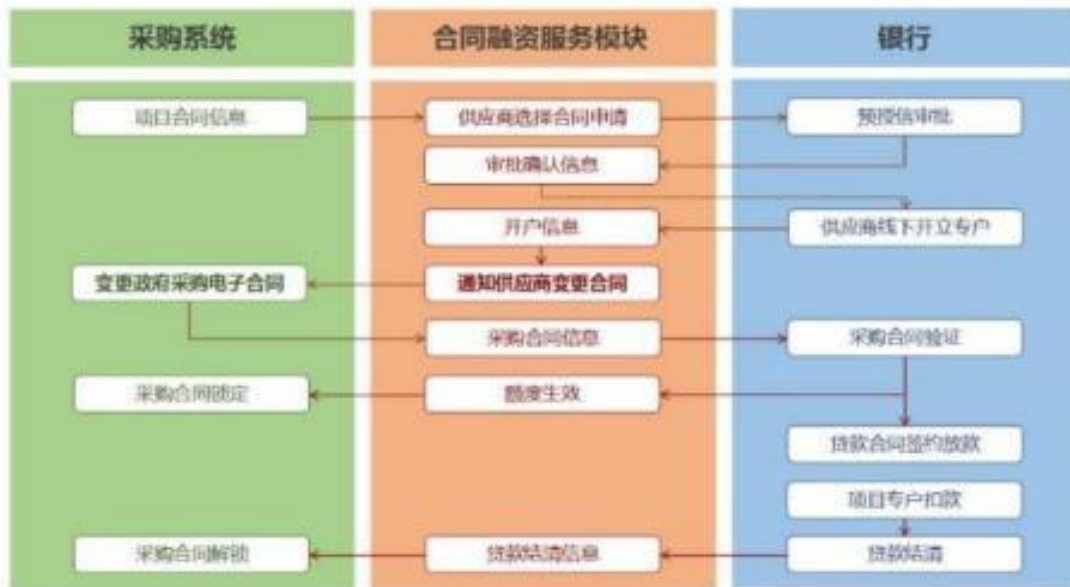 采购系统
合同融资服务模块
银行
项目合同信息
供应商选择合同申请
预授信审批
审批确认信息
开户信息
供应商线下开立专户
变更政府采购电子合同
通知供应商变更合同
采购合同信息
采购合同验证
采购合同锁定
额度生效
贷款合同签约放款
项目专户扣款
采购合同解锁
贷款结清信息
贷款结清